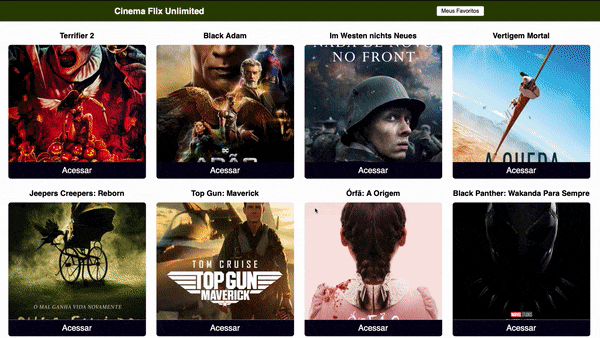 Cinema Flix Unlimited
Meus Favoritos
Terrifier 2
Black Adam
Im Westen nichts Neues
Vertigem Mortal
DC
ADÃO
NADA DE NOVO
NO FRONT
A QUEDA
Acessar
Acessar
Acessar
Acessar
Jeepers Creepers: Reborn
Top Gun: Maverick
Órfã: A Origem
Black Panther: Wakanda Para Sempre
O MAL GANHA VIDA NOVAMENTE
TOM CRUISE
TOP GUN
MAVERICK
MARVEL STUDIOS
Acessar
Acessar
Acessar
Acessar